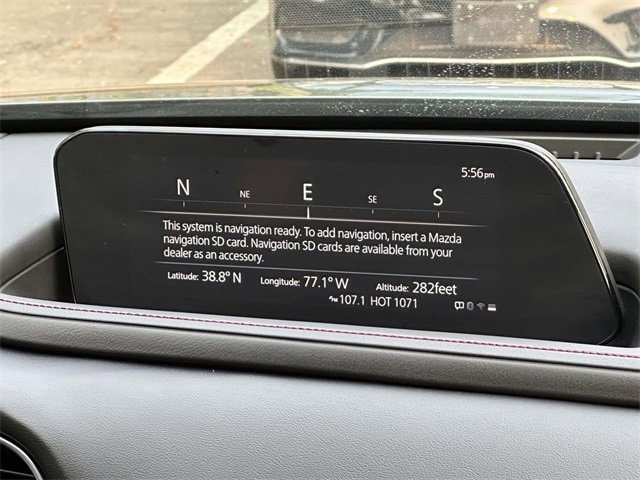 5:56pm
N NE E SE S
This system is navigation ready. To add navigation, insert a Mazda
navigation SD card. Navigation SD cards are available from your
dealer as an accessory.
Latitude: 38.8° N Longitude: 77.1° W Altitude: 282feet
107.1 HOT 1071